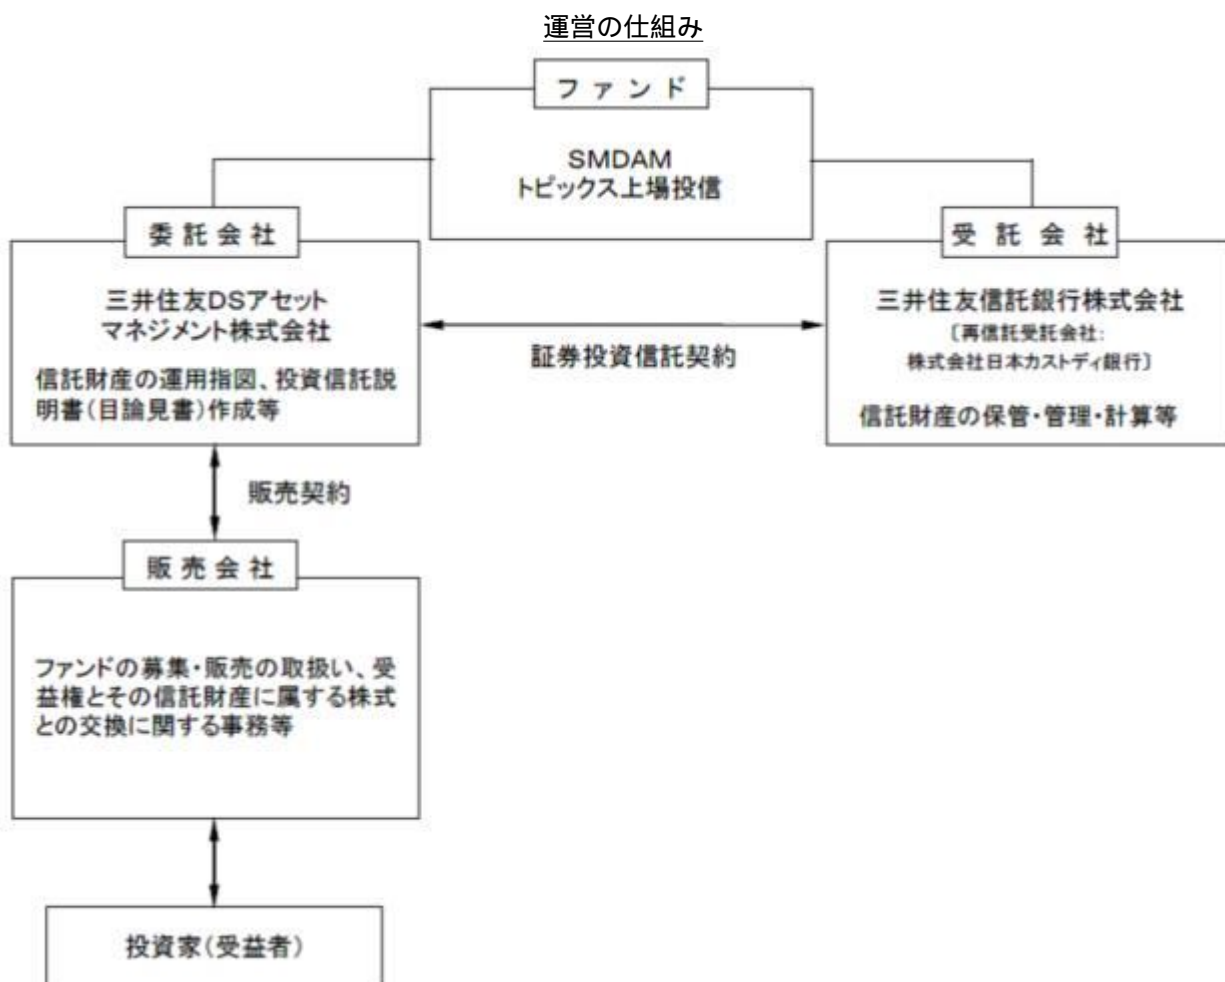 運営の仕組み
ファンド
SMDAM
トピックス上場投信
委託会社
三井住友DSアセット
マネジメント株式会社
信託財産の運用指図、投資信託説
明書(目論見書)作成等
受託会社
三井住友信託銀行株式会社
〔再信託受託会社:
株式会社日本カストディ銀行〕
信託財産の保管・管理・計算等
証券投資信託契約
販売契約
販売会社
ファンドの募集・販売の取扱い、受
益権とその信託財産に属する株式
との交換に関する事務等
投資家(受益者)